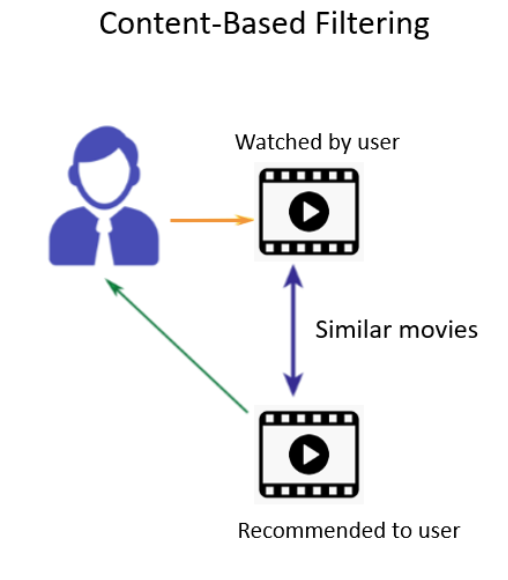 Content-Based Filtering
Watched by user
Similar movies
Recommended to user